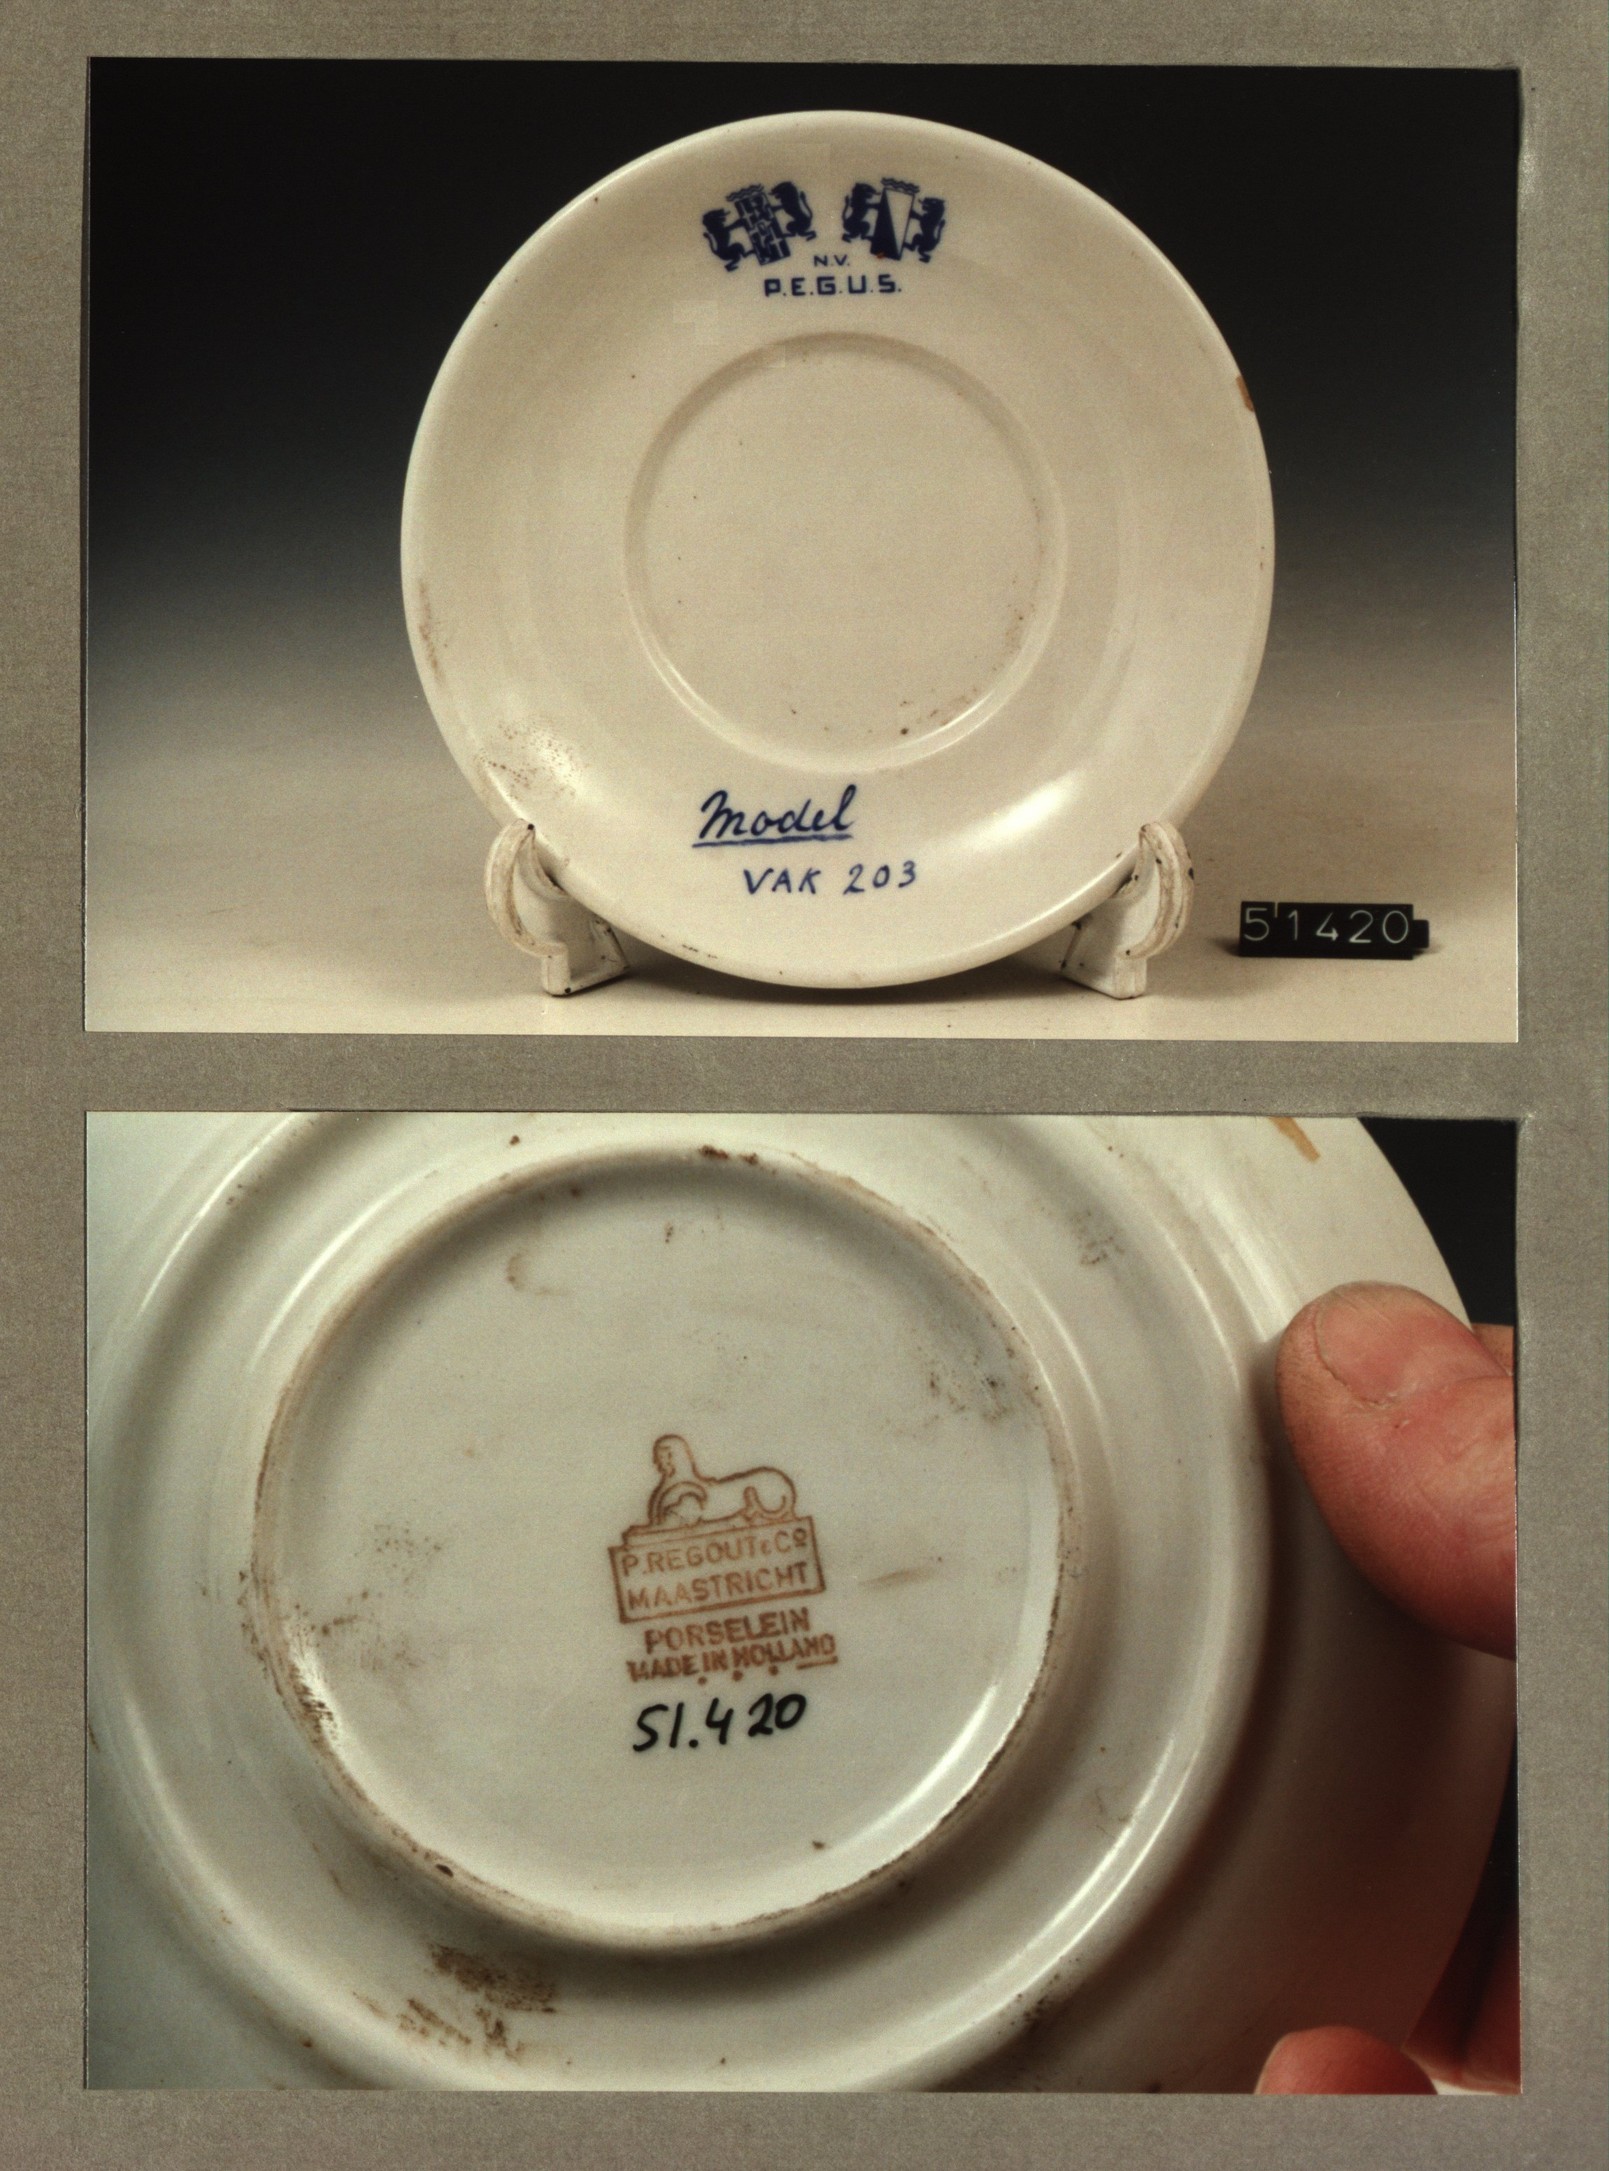 N.V.
P.E.G.U.S.
Model
VAK 203
51420
P. REGOUT & Co
MAASTRICHT
PORSELEIN
MADE IN HOLLAND
51.420